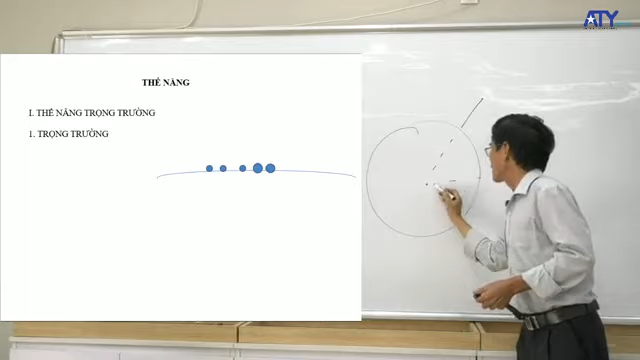 ATY
THẾ NĂNG
I. THẾ NĂNG TRỌNG TRƯỜNG
1. TRỌNG TRƯỜNG